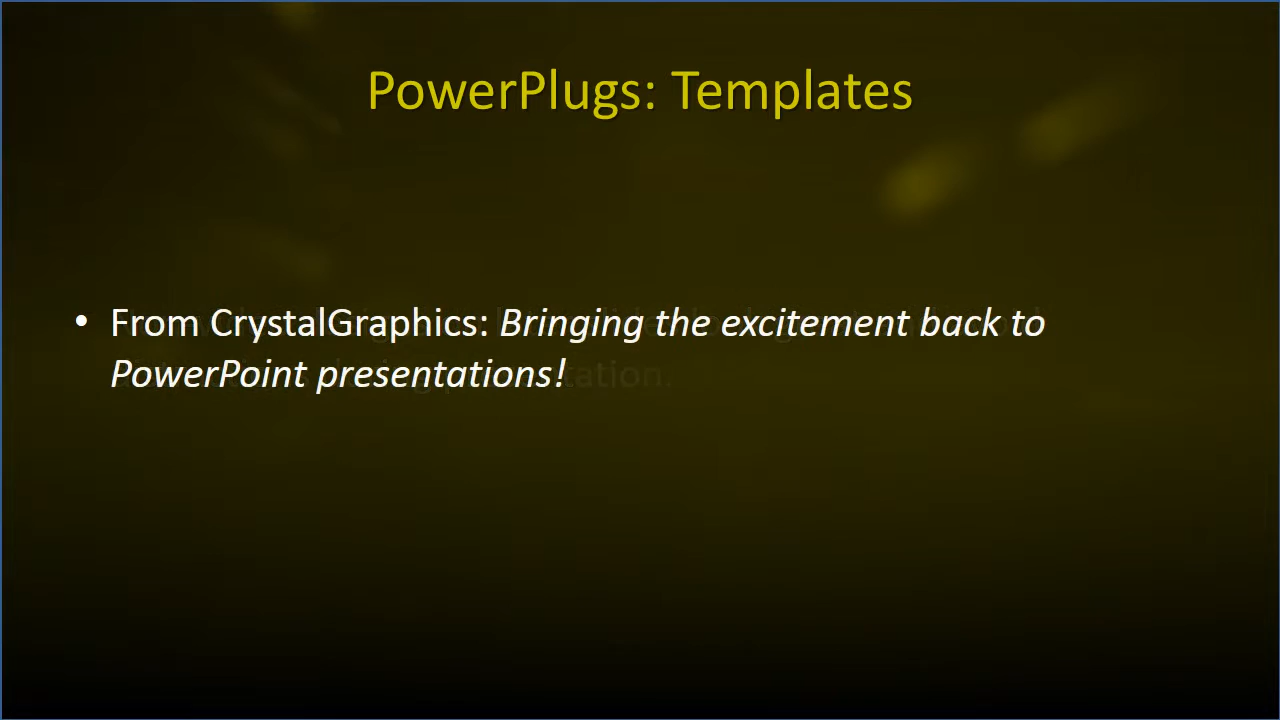 PowerPlugs: Templates
• From CrystalGraphics: Bringing the excitement back to
PowerPoint presentations!